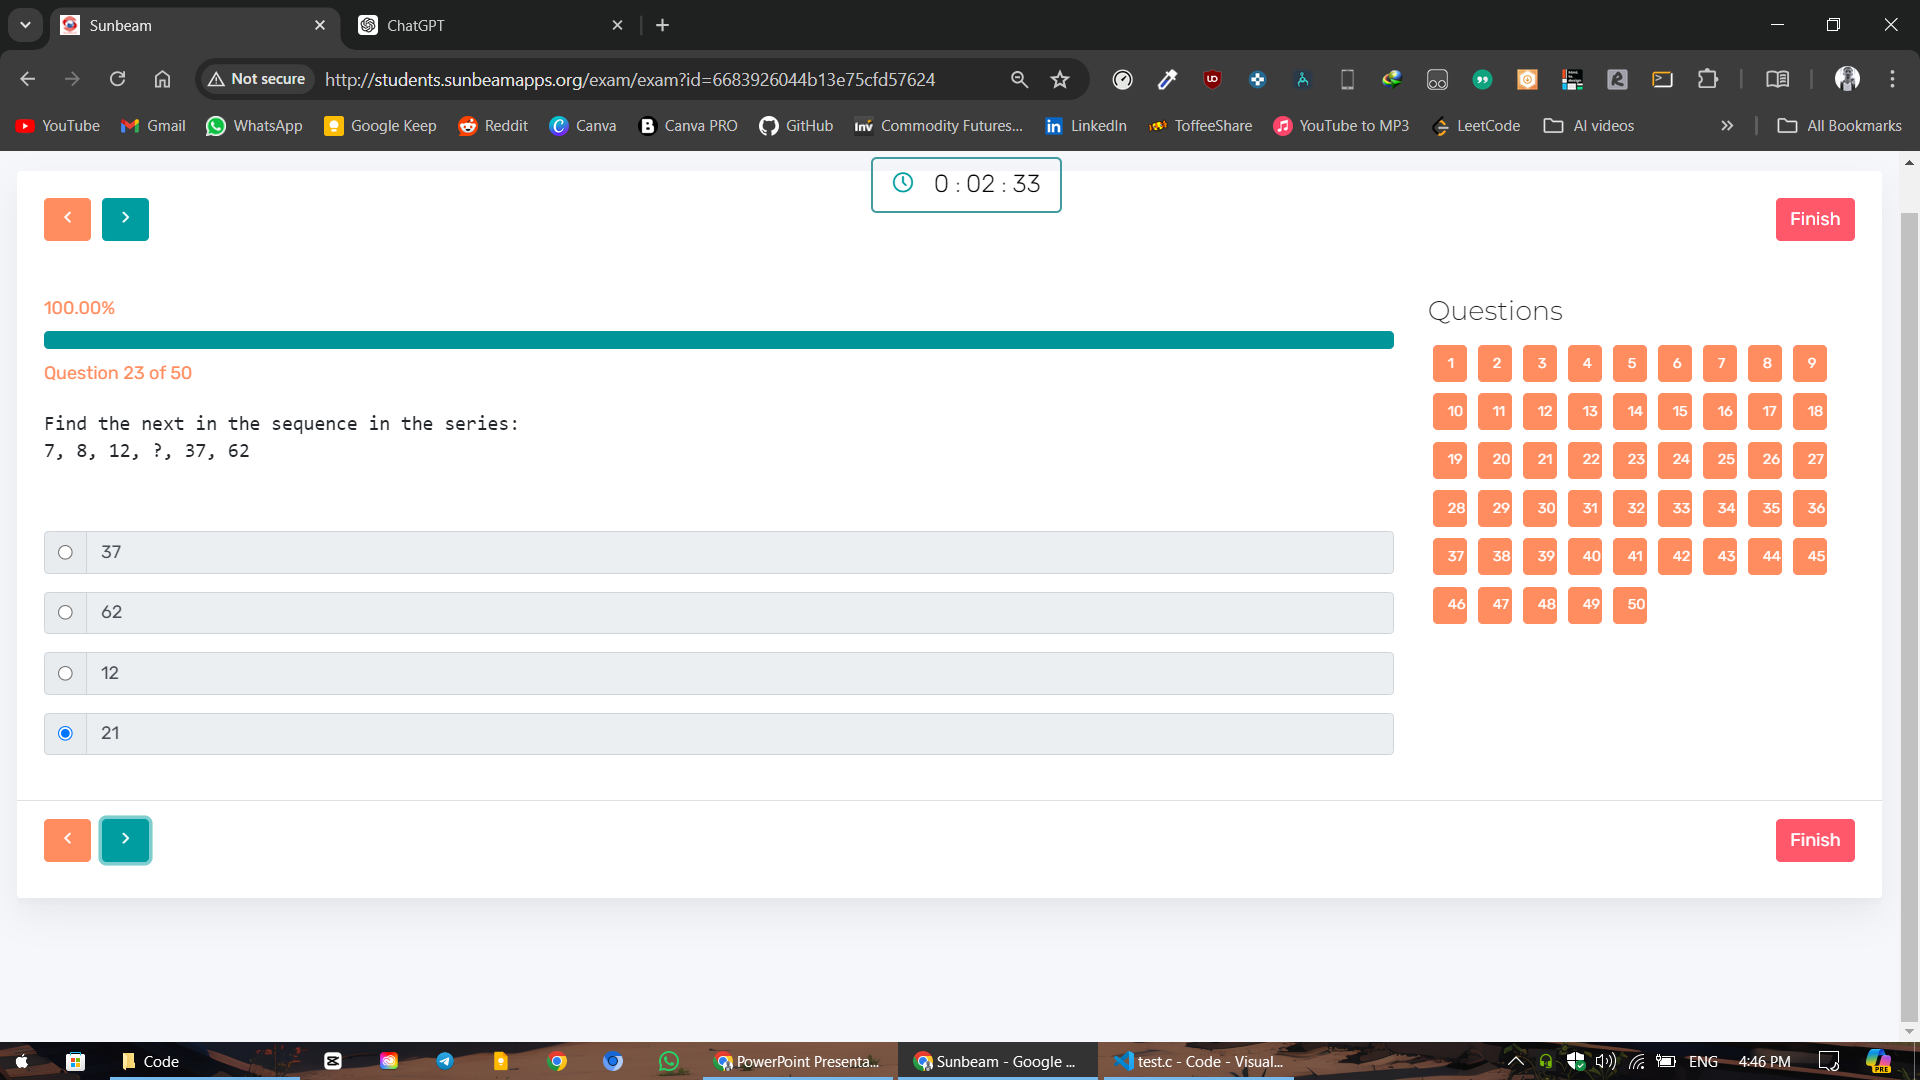 Sunbeam
ChatGPT
Not secure
http://students.sunbeamapps.org/exam/exam?id=6683926044b13e75cfd57624
YouTube
Gmail
WhatsApp
Google Keep
Reddit
Canva
Canva PRO
GitHub
Inv Commodity Futures...
LinkedIn
ToffeeShare
YouTube to MP3
LeetCode
AI videos
All Bookmarks
0 : 02 : 33
Finish
100.00%
Question 23 of 50
Find the next in the sequence in the series:
7, 8, 12, ?, 37, 62
37
62
12
21
Questions
1 2 3 4 5 6 7 8 9
10 11 12 13 14 15 16 17 18
19 20 21 22 23 24 25 26 27
28 29 30 31 32 33 34 35 36
37 38 39 40 41 42 43 44 45
46 47 48 49 50
Finish
Code
PowerPoint Presenta...
Sunbeam - Google ...
test.c - Code - Visual...
ENG
4:46 PM
PRE